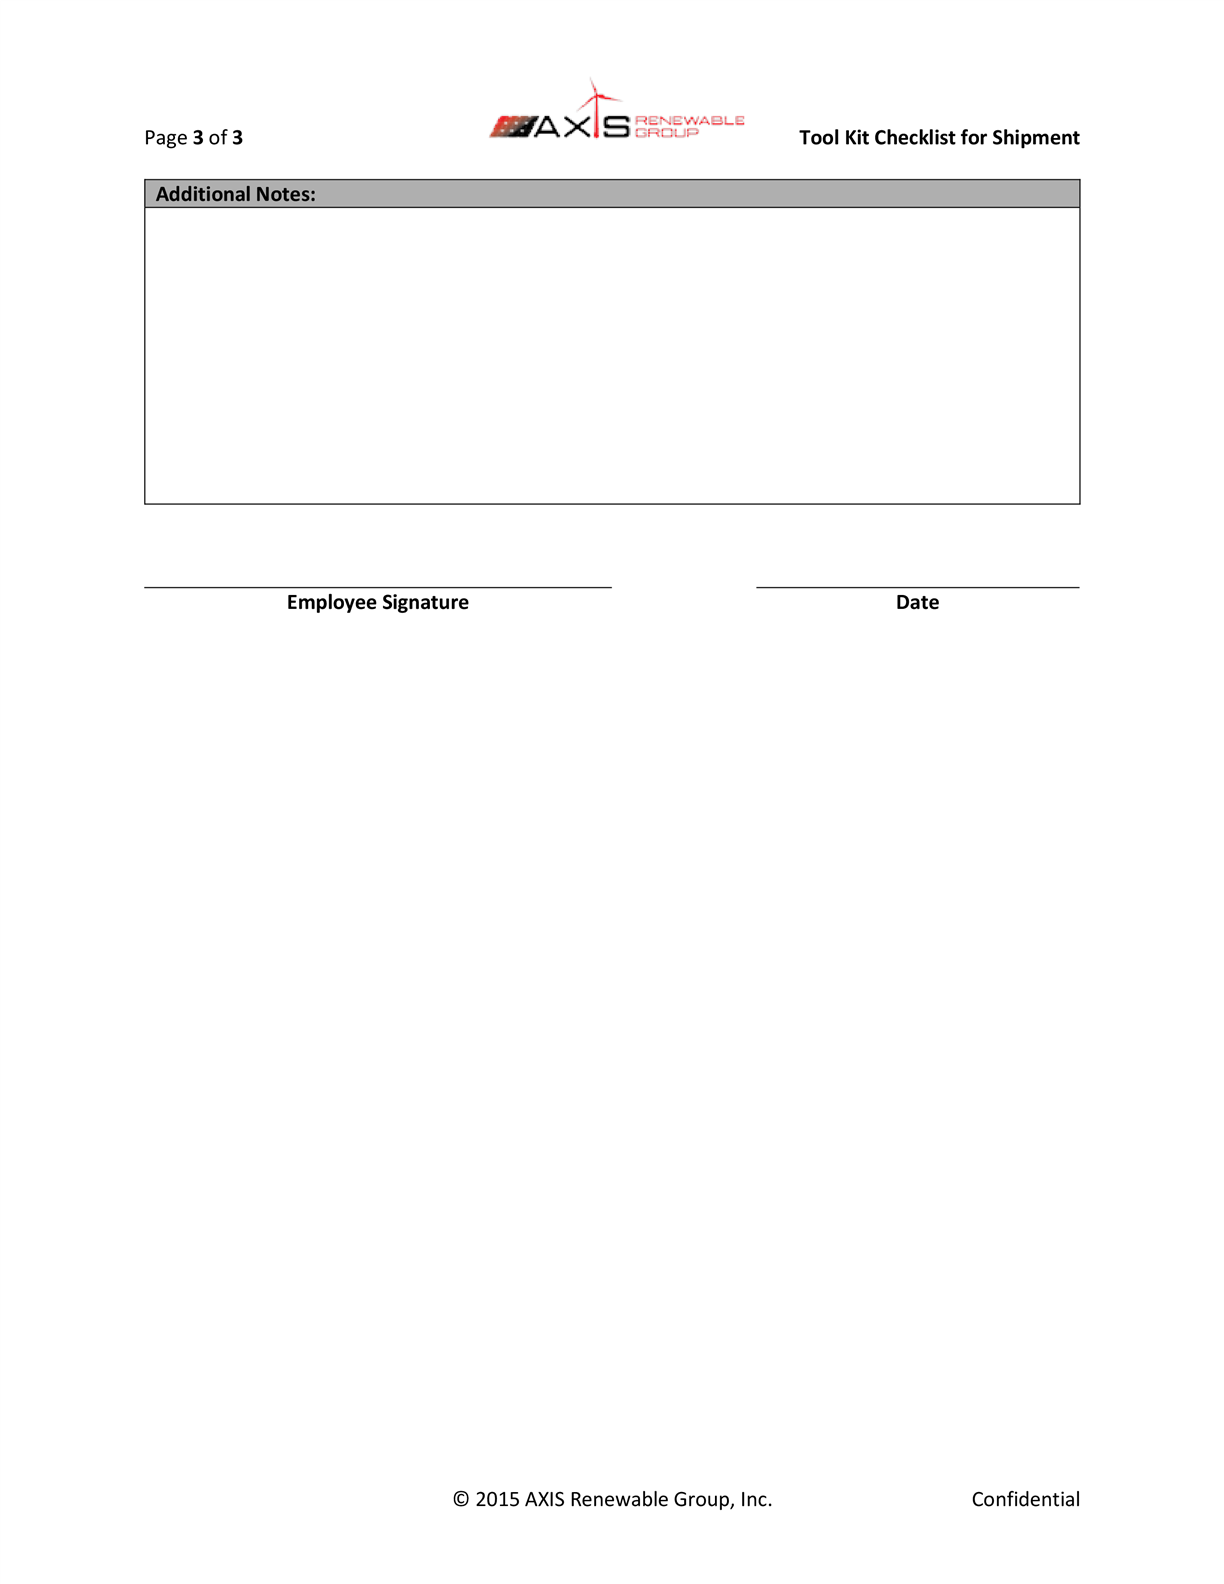 Page 3 of 3
AXIS RENEWABLE GROUP
Tool Kit Checklist for Shipment
Additional Notes:
Employee Signature
Date
© 2015 AXIS Renewable Group, Inc.
Confidential